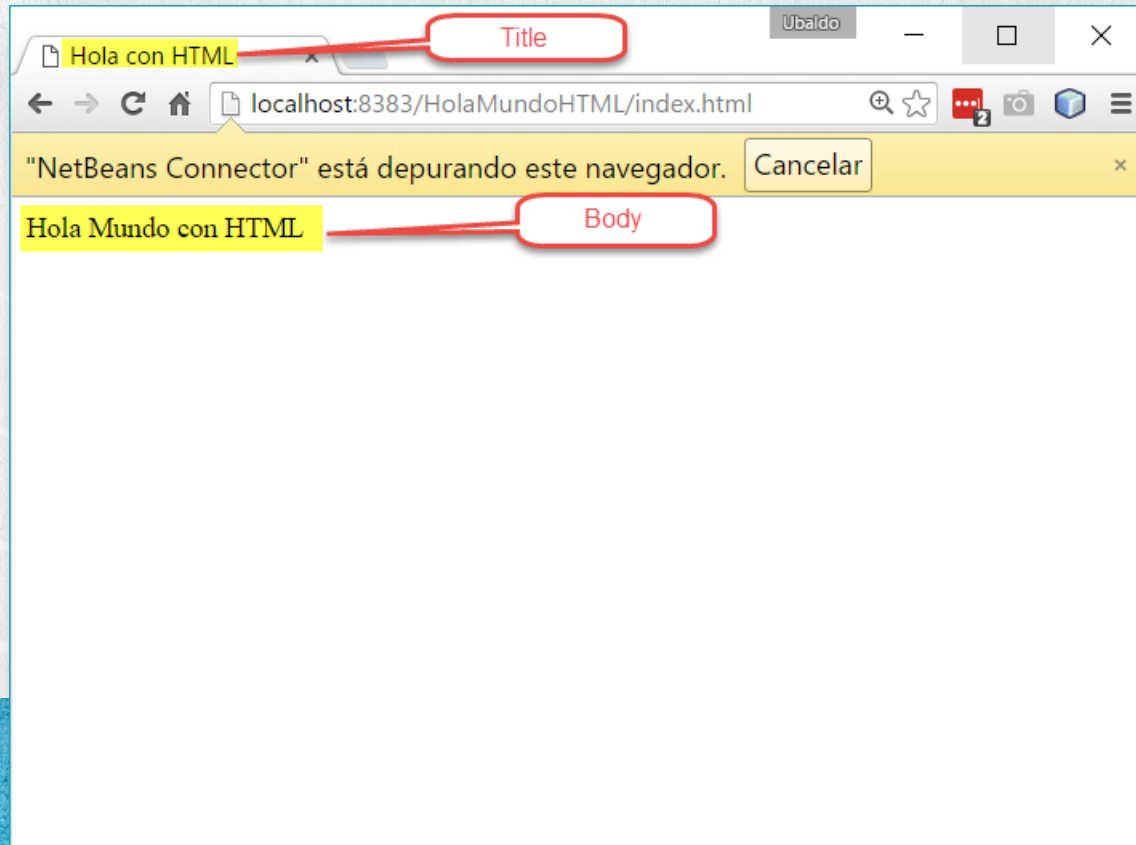 Ubaldo
Title
Hola con HTML
localhost:8383/HolaMundoHTML/index.html
2
"NetBeans Connector" está depurando este navegador. Cancelar
Hola Mundo con HTML
Body